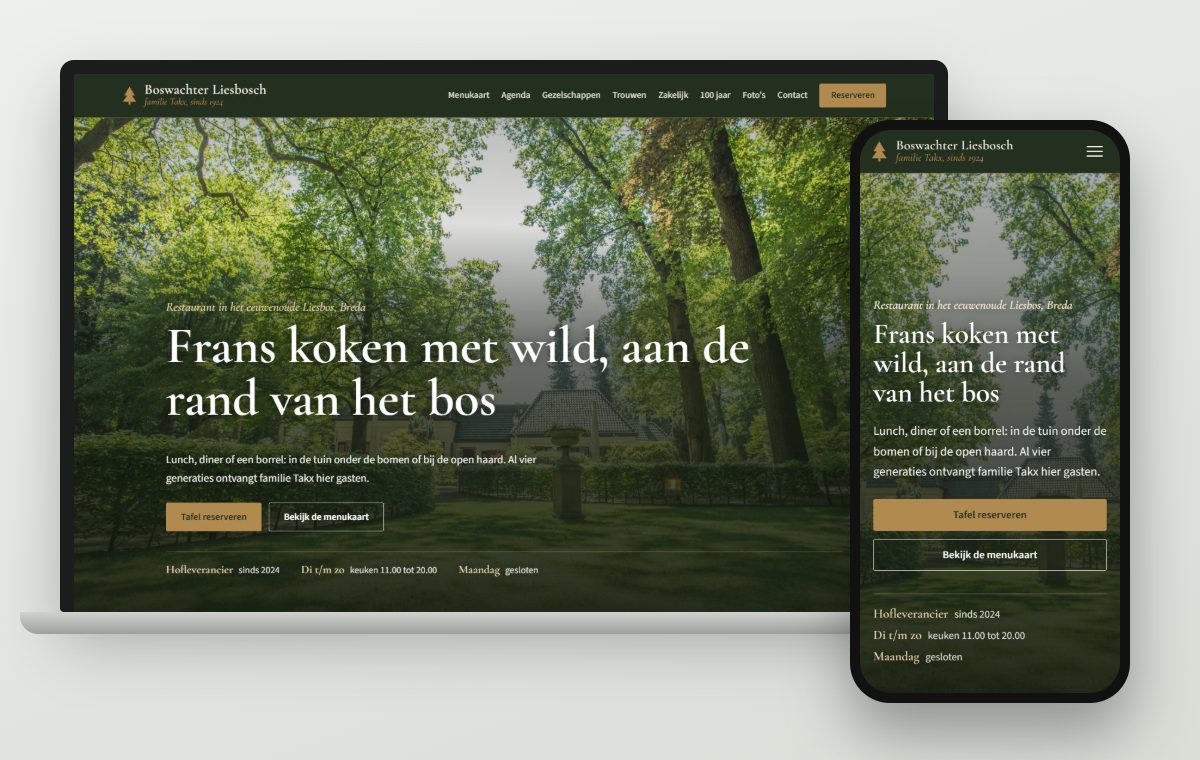 Boswachter Liesbosch
familie Takx, sinds 1924
Menukaart Agenda Gezelschappen Trouwen Zakelijk 100 jaar Foto's Contact Reserveren
Restaurant in het eeuwenoude Liesbos, Breda
Frans koken met wild, aan de
rand van het bos
Lunch, diner of een borrel: in de tuin onder de bomen of bij de open haard. Al vier
generaties ontvangt familie Takx hier gasten.
Tafel reserveren Bekijk de menukaart
Hofleverancier sinds 2024 Di t/m zo keuken 11.00 tot 20.00 Maandag gesloten
Boswachter Liesbosch
familie Takx, sinds 1924
Restaurant in het eeuwenoude Liesbos, Breda
Frans koken met
wild, aan de rand
van het bos
Lunch, diner of een borrel: in de tuin onder de
bomen of bij de open haard. Al vier
generaties ontvangt familie Takx hier gasten.
Tafel reserveren
Bekijk de menukaart
Hofleverancier sinds 2024
Di t/m zo keuken 11.00 tot 20.00
Maandag gesloten